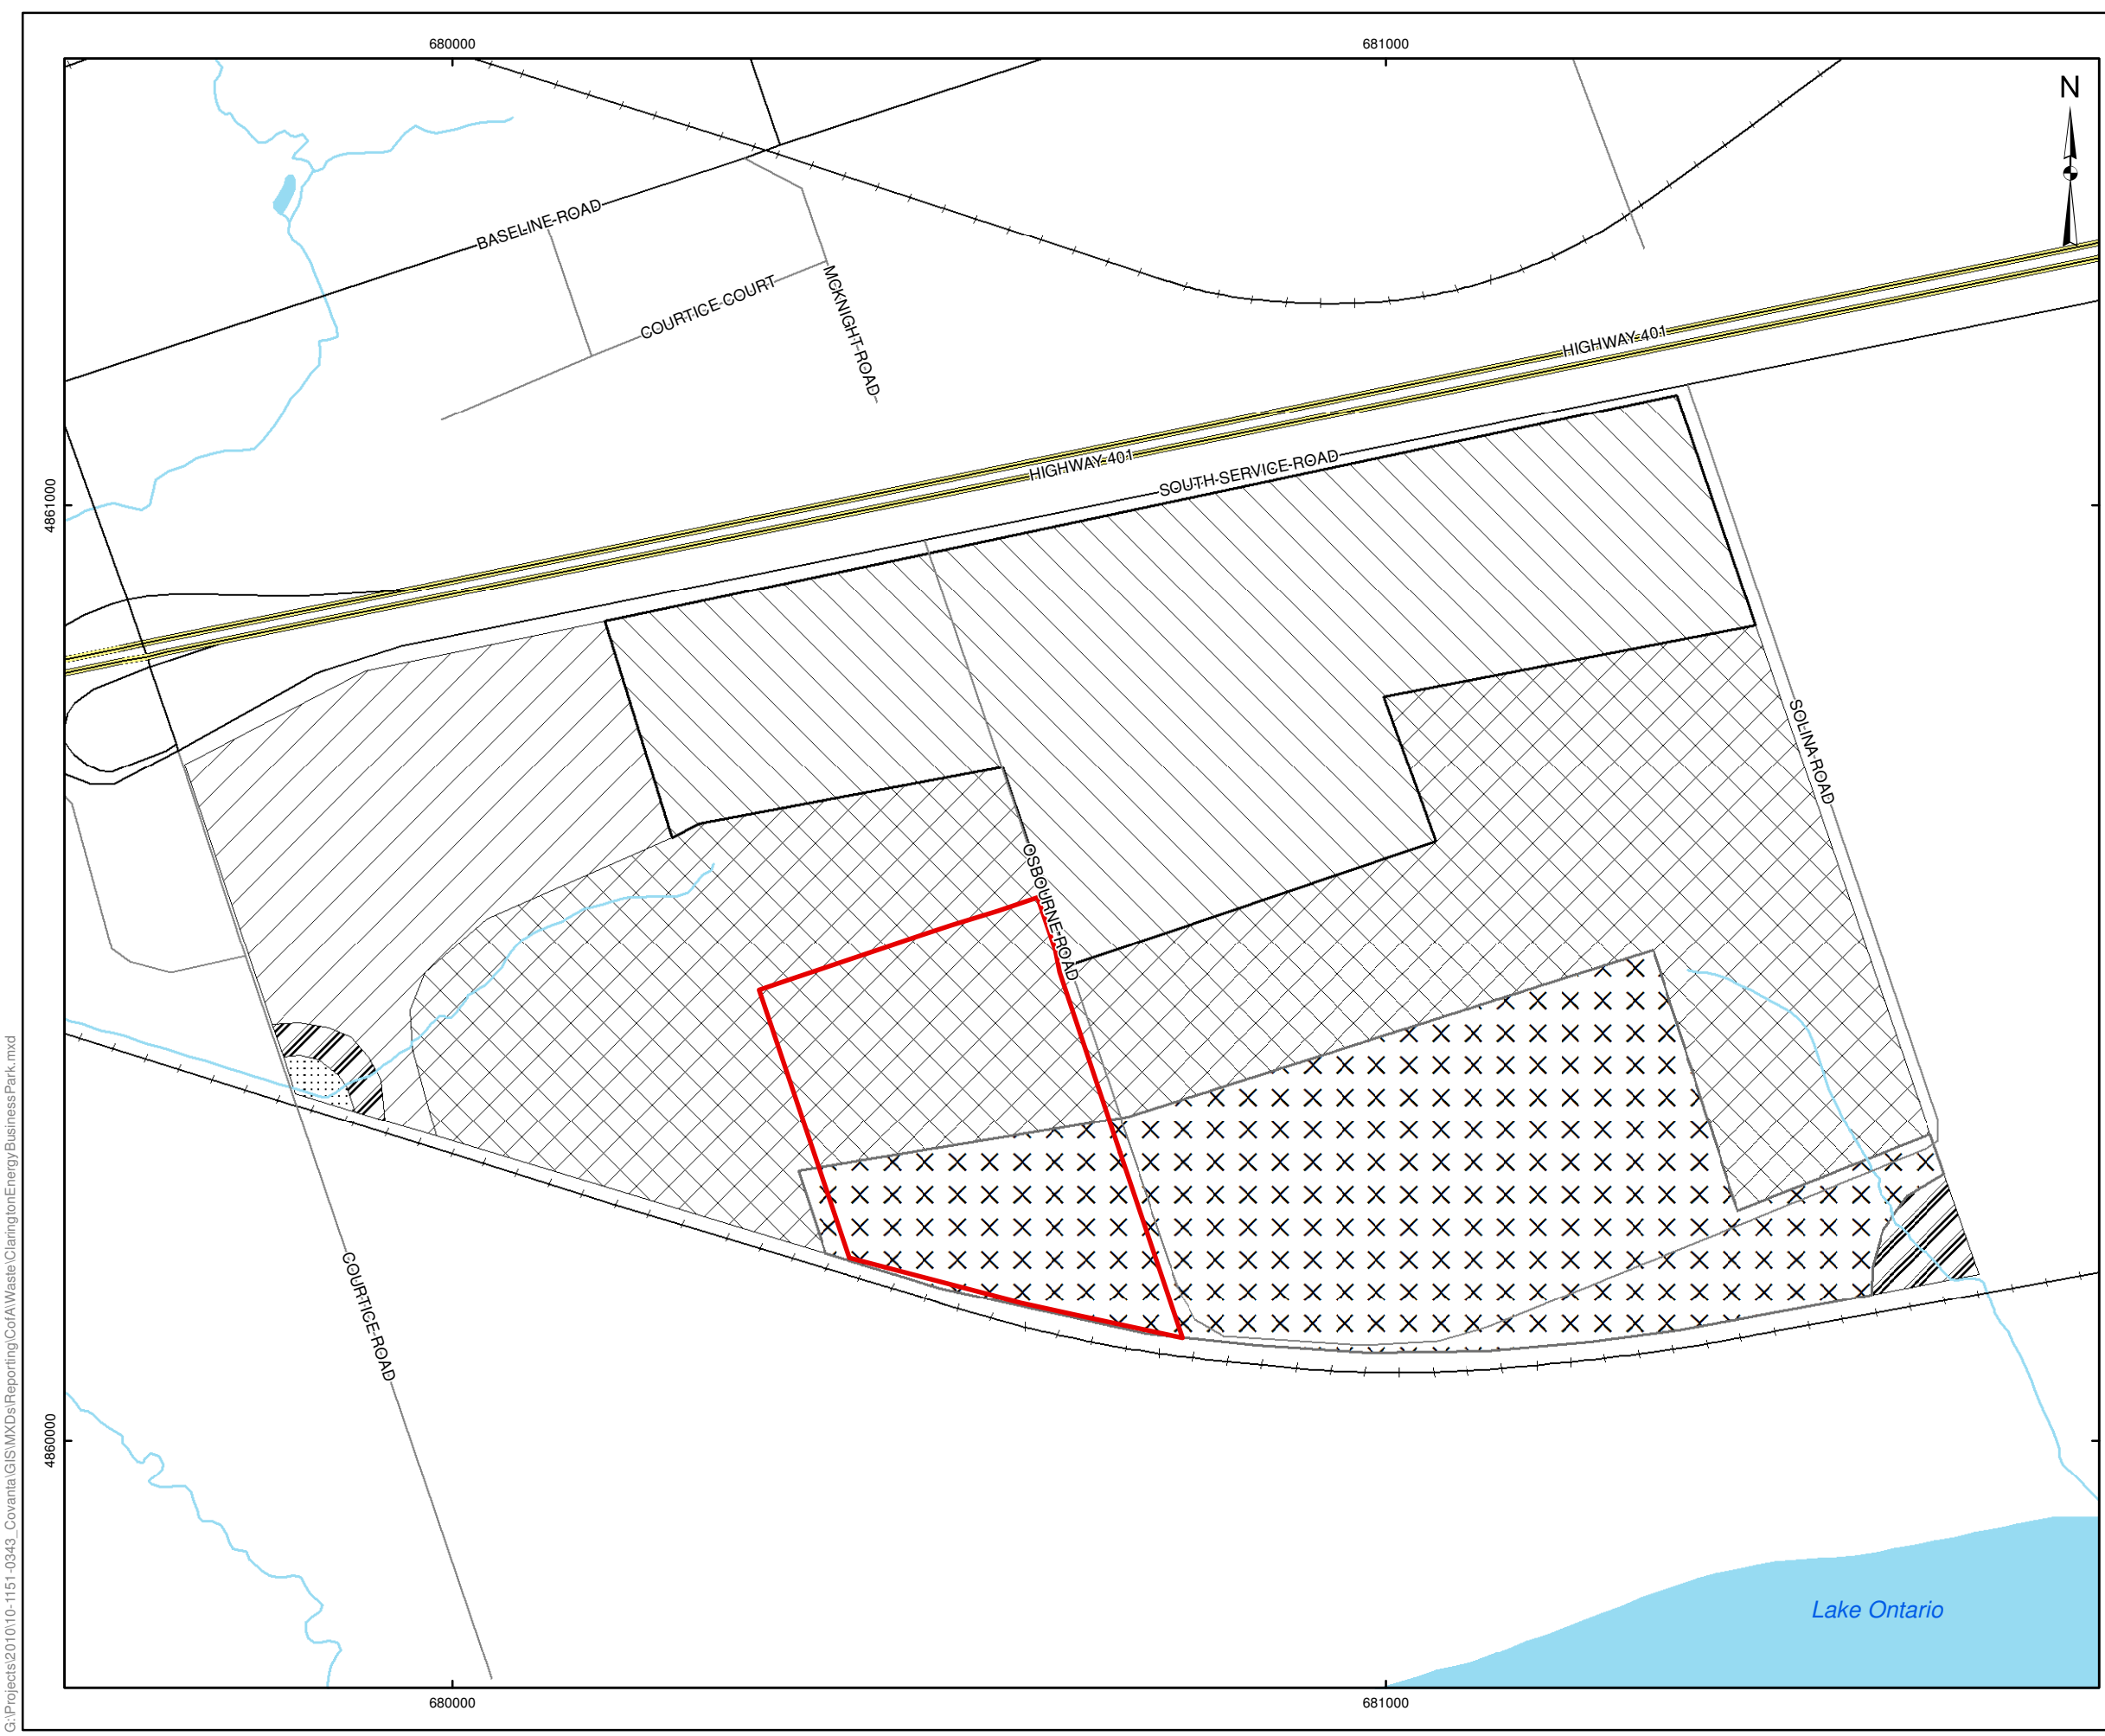 680000
681000
N
BASELINE ROAD
COURTICE COURT
MCKNIGHT ROAD
HIGHWAY 401
HIGHWAY 401
SOUTH SERVICE ROAD
4861000
SOLINA ROAD
OSBOURNE ROAD
COURTICE ROAD
4860000
Lake Ontario
680000
681000
G:\Projects\2010\10-1151-0343_Covanta\GIS\MXDs\Reporting\CofA\Waste\ClaringtonEnergyBusinessPark.mxd